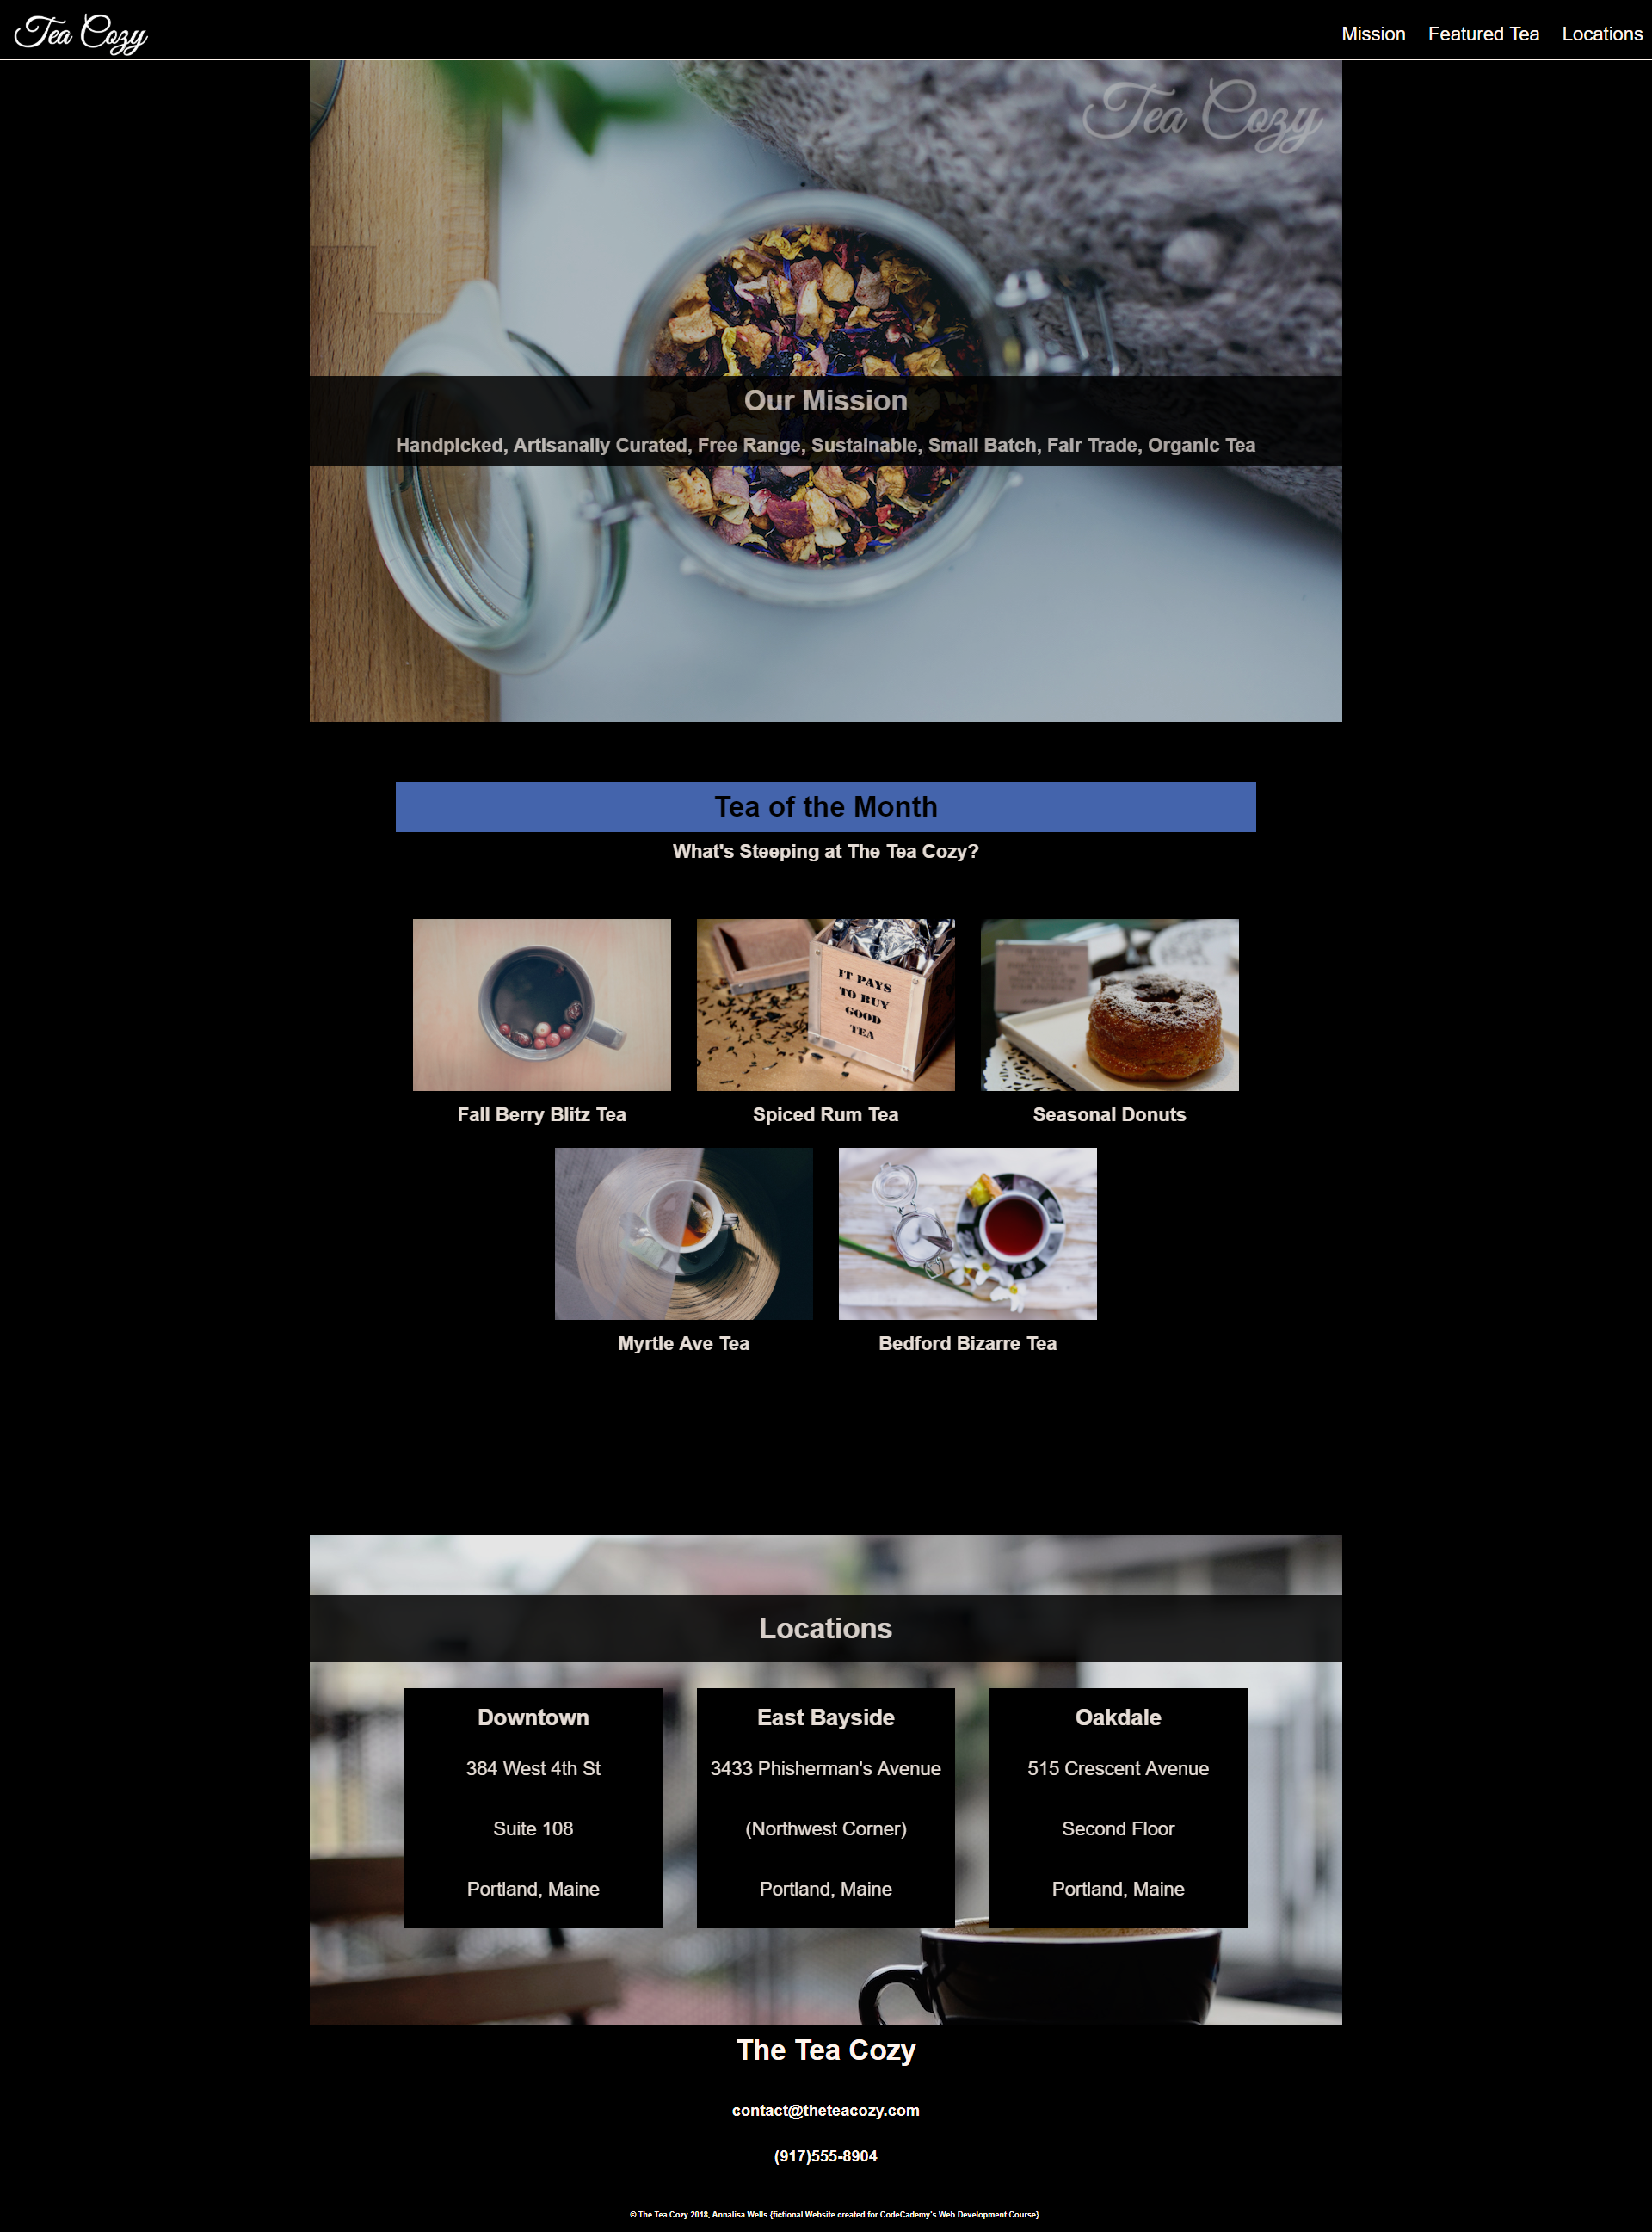 Tea Cozy
Mission Featured Tea Locations
Tea Cozy
Our Mission
Handpicked, Artisanally Curated, Free Range, Sustainable, Small Batch, Fair Trade, Organic Tea
Tea of the Month
What's Steeping at The Tea Cozy?
IT PAYS
TO BUY
GOOD
TEA
Fall Berry Blitz Tea
Spiced Rum Tea
Seasonal Donuts
Myrtle Ave Tea
Bedford Bizarre Tea
Locations
Downtown
384 West 4th St
Suite 108
Portland, Maine
East Bayside
3433 Phisherman's Avenue
(Northwest Corner)
Portland, Maine
Oakdale
515 Crescent Avenue
Second Floor
Portland, Maine
The Tea Cozy
contact@theteacozy.com
(917)555-8904
© The Tea Cozy 2018, Annalisa Wells {fictional Website created for CodeCademy's Web Development Course}